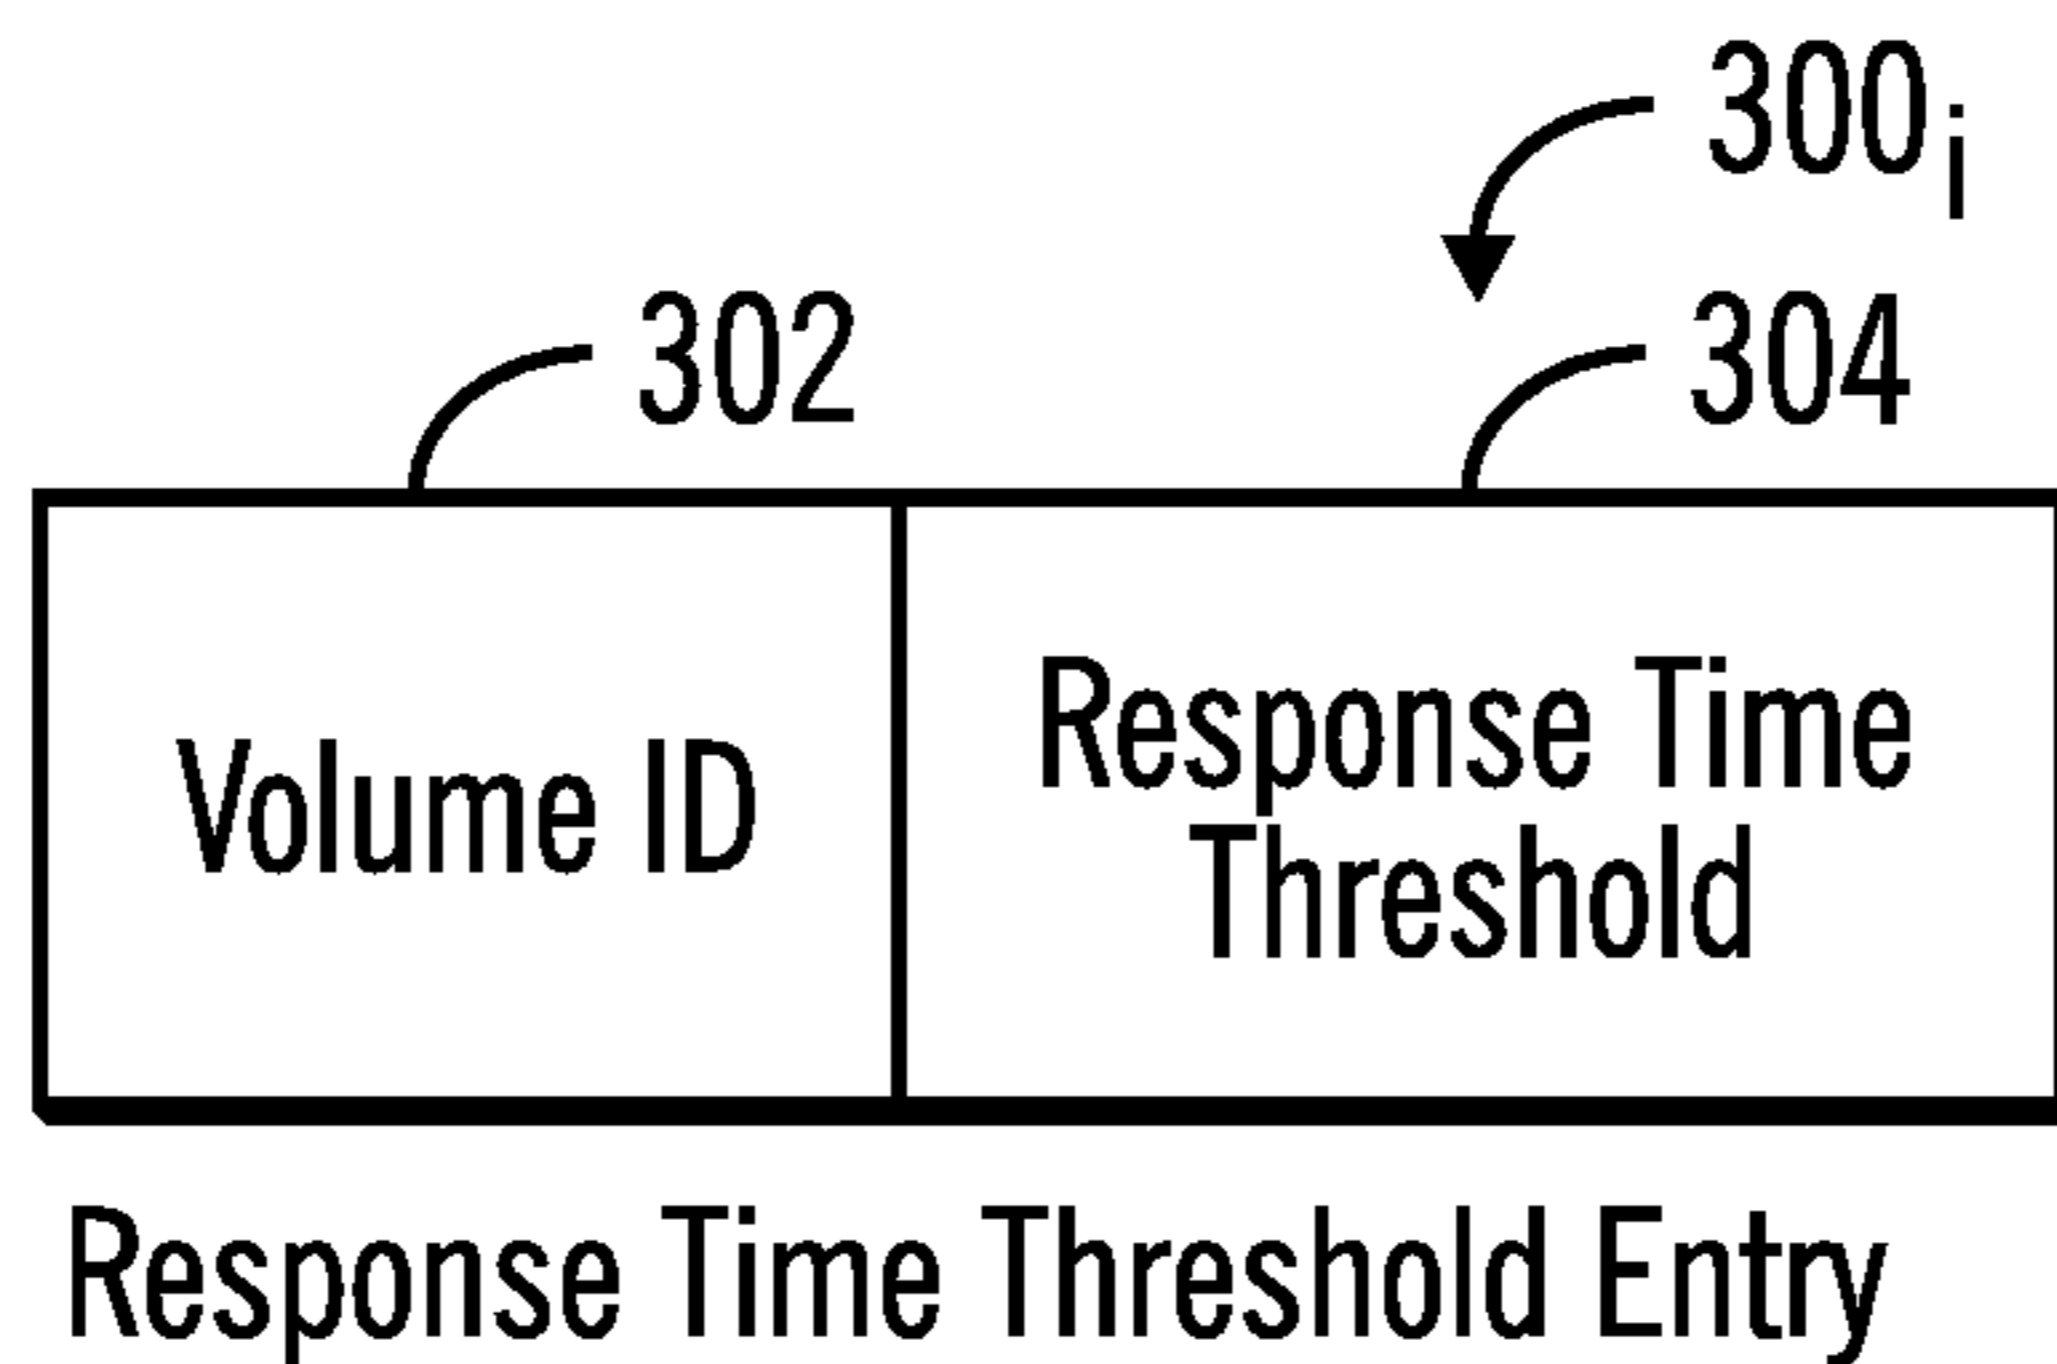 300i
302
304
Volume ID
Response Time
Threshold
Response Time Threshold Entry